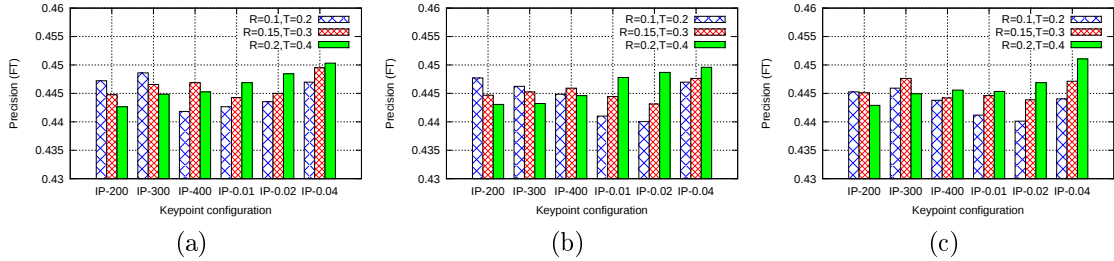 0.46
0.455
0.45
0.445
0.44
0.435
0.43
Precision (FT)
R=0.1,T=0.2
R=0.15,T=0.3
R=0.2,T=0.4
IP-200 IP-300 IP-400 IP-0.01 IP-0.02 IP-0.04
Keypoint configuration
(a)
0.46
0.455
0.45
0.445
0.44
0.435
0.43
Precision (FT)
R=0.1,T=0.2
R=0.15,T=0.3
R=0.2,T=0.4
IP-200 IP-300 IP-400 IP-0.01 IP-0.02 IP-0.04
Keypoint configuration
(b)
0.46
0.455
0.45
0.445
0.44
0.435
0.43
Precision (FT)
R=0.1,T=0.2
R=0.15,T=0.3
R=0.2,T=0.4
IP-200 IP-300 IP-400 IP-0.01 IP-0.02 IP-0.04
Keypoint configuration
(c)